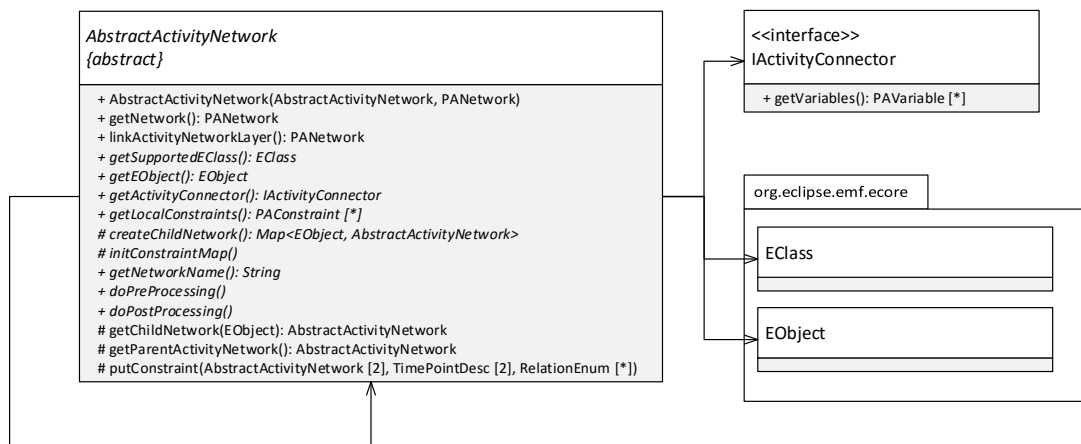 AbstractActivityNetwork
{abstract}
+ AbstractActivityNetwork(AbstractActivityNetwork, PANetwork)
+ getNetwork(): PANetwork
+ linkActivityNetworkLayer(): PANetwork
+ getSupportedEClass(): EClass
+ getEObject(): EObject
+ getActivityConnector(): IActivityConnector
+ getLocalConstraints(): PAConstraint [*]
# createChildNetwork(): Map<EObject, AbstractActivityNetwork>
# initConstraintMap()
+ getNetworkName(): String
+ doPreProcessing()
+ doPostProcessing()
# getChildNetwork(EObject): AbstractActivityNetwork
# getParentActivityNetwork(): AbstractActivityNetwork
# putConstraint(AbstractActivityNetwork [2], TimePointDesc [2], RelationEnum [*])
<<interface>>
IActivityConnector
+ getVariables(): PAVariable [*]
org.eclipse.emf.ecore
EClass
EObject